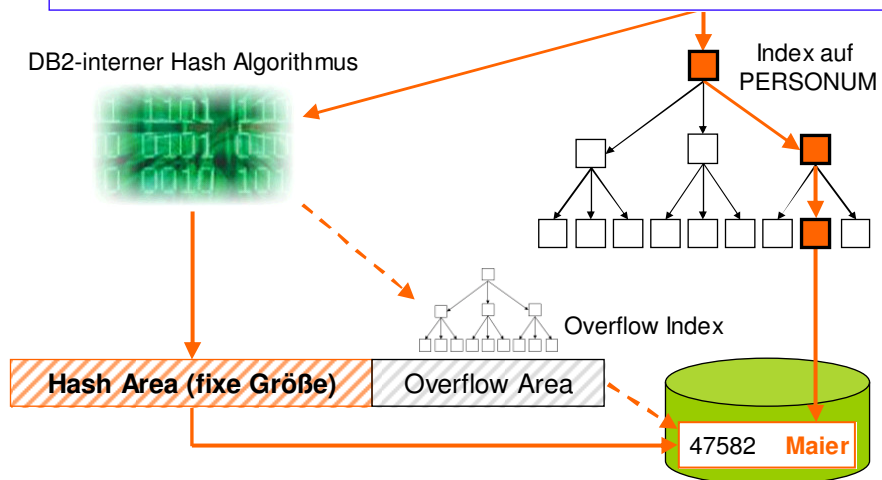 DB2-interner Hash Algorithmus
Index auf
PERSONUM
Overflow Index
Hash Area (fixe Größe)
Overflow Area
47582 Maier